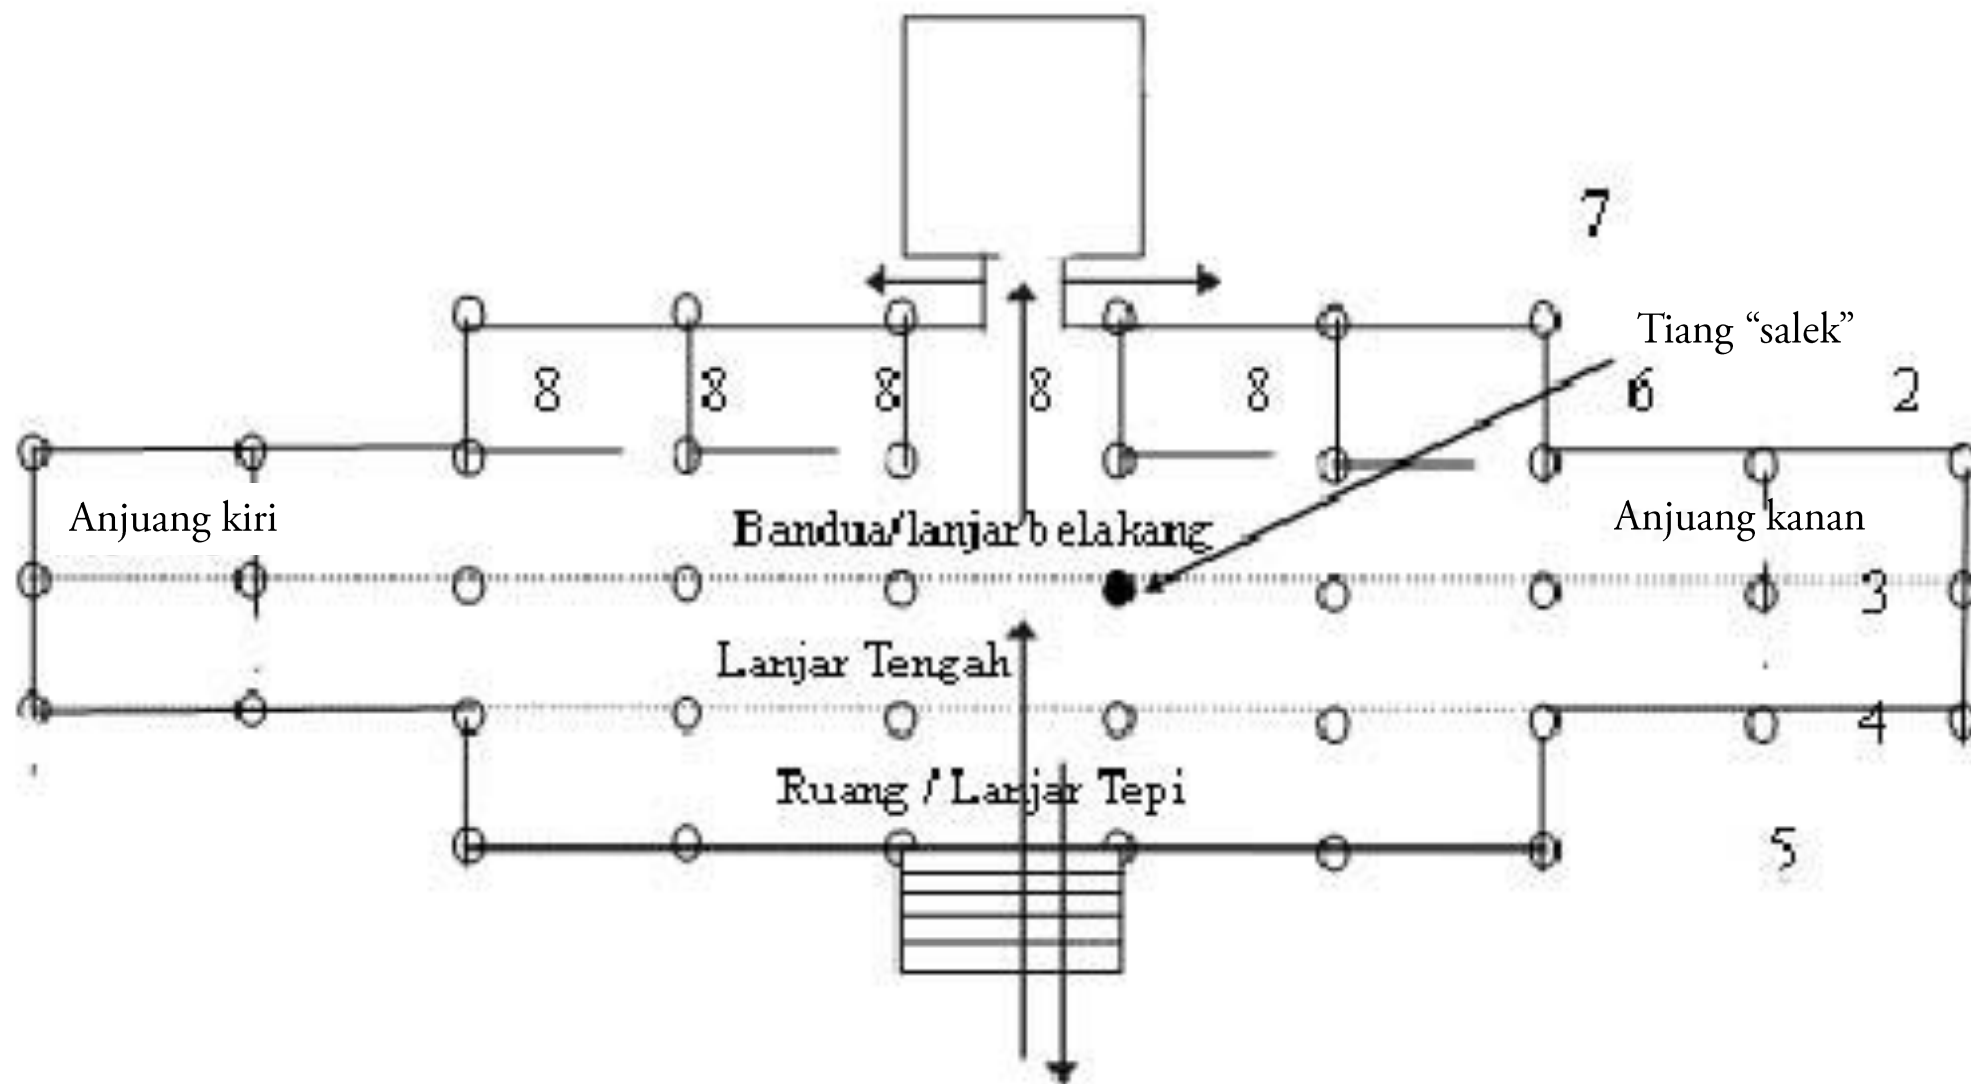 7
Tiang “salek”
8 8 8 8 8 6 2
Anjuang kiri
Bandua/lanjar belakang
Anjuang kanan
3
Lanjar Tengah
4
Ruang / Lanjar Tepi
5